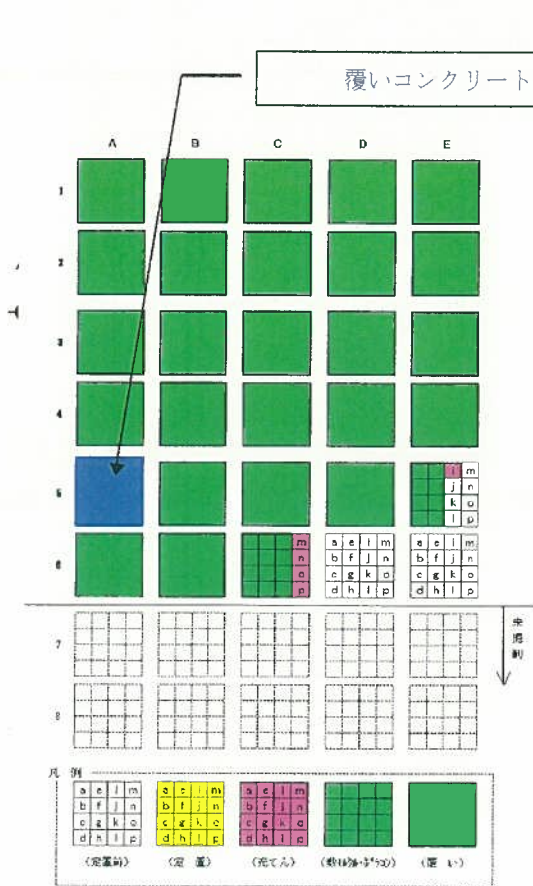 覆いコンクリート
A B C D E
1
2
3
4
5
i m
j n
k o
l p
6
m
n
o
p
a e i m
b f j n
c g k o
d h l p
a e i m
b f j n
c g k o
d h l p
7
8
凡 例
a e i m
b f j n
c g k o
d h l p
a e i m
b f j n
c g k o
d h l p
a e i m
b f j n
c g k o
d h l p
(定置前) (定 置) (充てん) (覆 い)